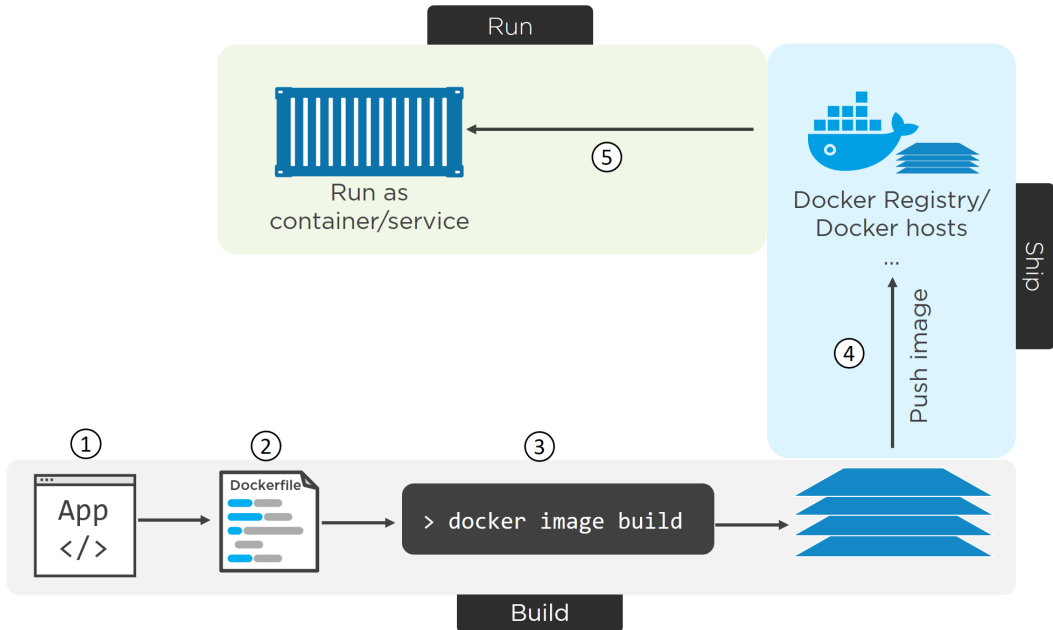 Run
Run as
container/service
5
Docker Registry/
Docker hosts
...
Ship
4
Push image
1
2
3
App
</>
Dockerfile
> docker image build
Build